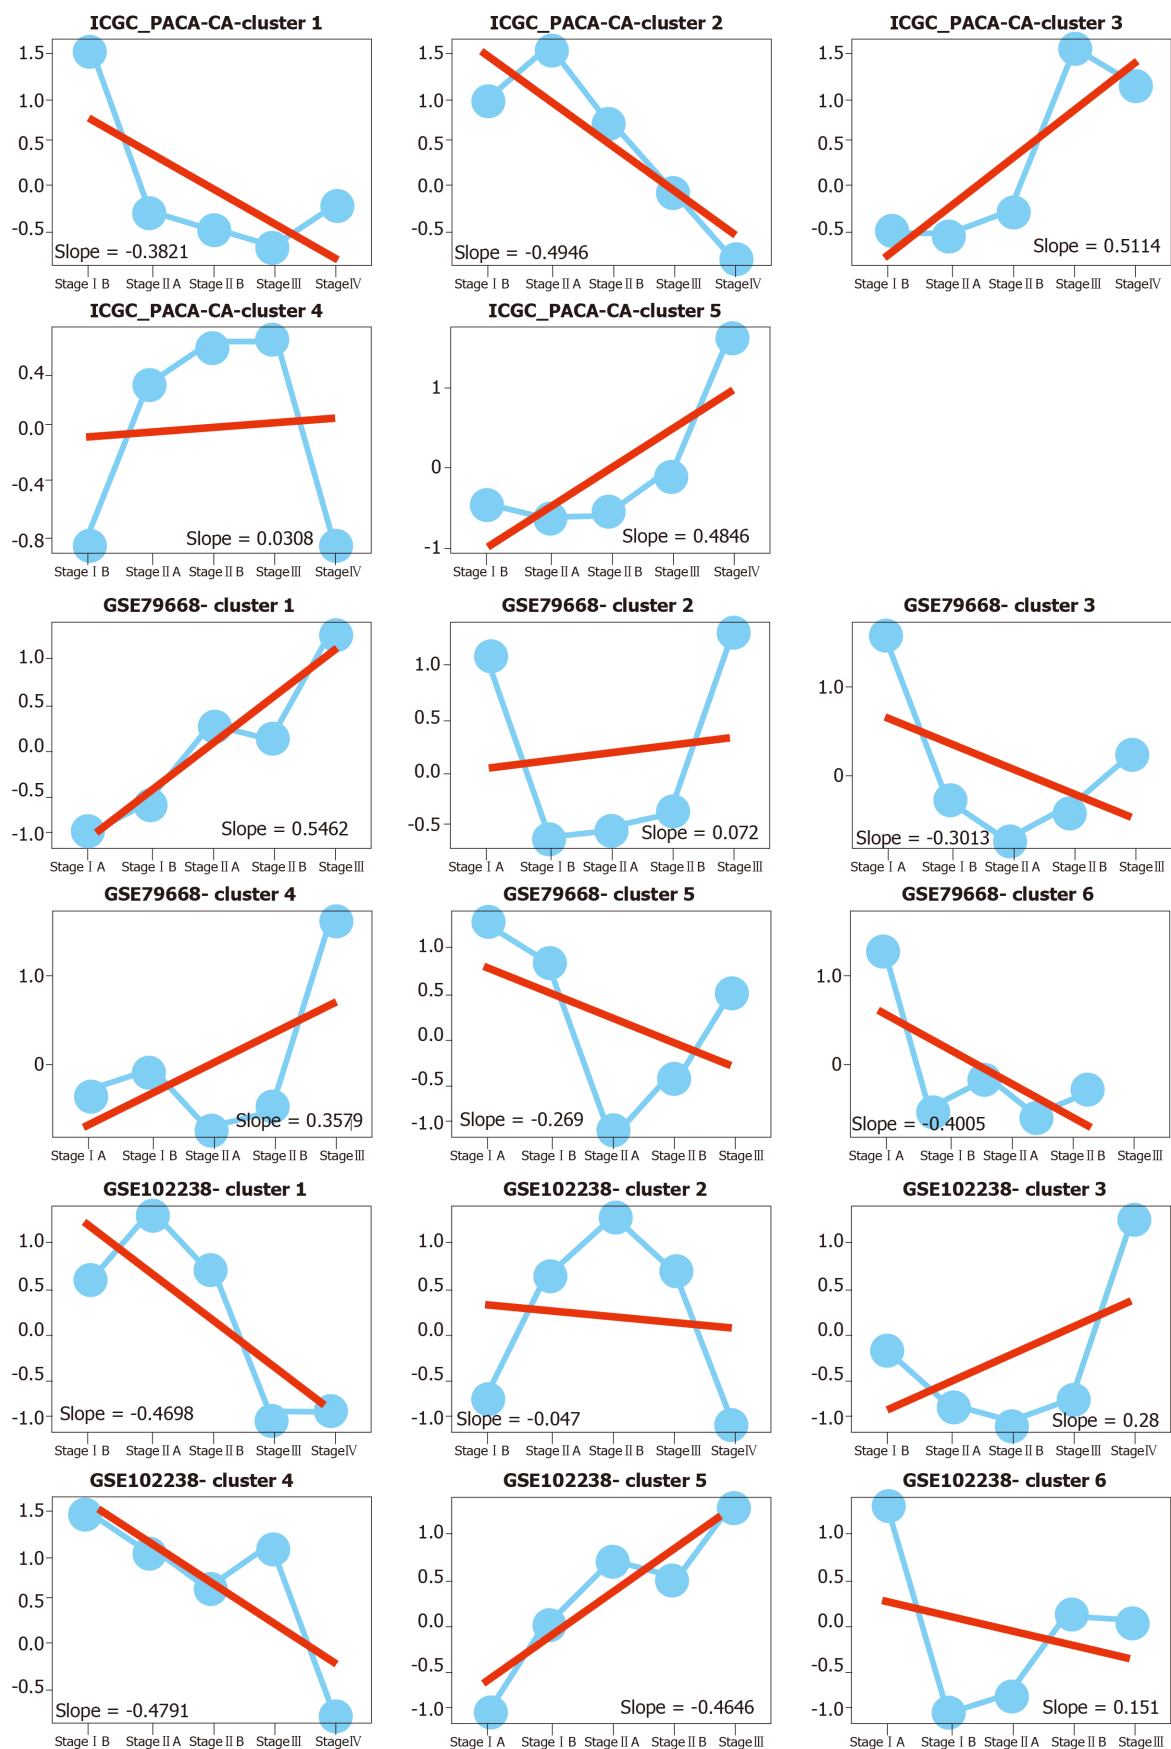 ICGC_PACA-CA-cluster 1
1.5
1.0
0.5
0.0
-0.5
Slope = -0.3821
Stage Ⅰ B Stage Ⅱ A Stage Ⅱ B Stage Ⅲ Stage Ⅳ
ICGC_PACA-CA-cluster 2
1.5
1.0
0.5
0.0
-0.5
Slope = -0.4946
Stage Ⅰ B Stage Ⅱ A Stage Ⅱ B Stage Ⅲ Stage Ⅳ
ICGC_PACA-CA-cluster 3
1.5
1.0
0.5
0.0
-0.5
Slope = 0.5114
Stage Ⅰ B Stage Ⅱ A Stage Ⅱ B Stage Ⅲ Stage Ⅳ
ICGC_PACA-CA-cluster 4
0.4
0.0
-0.4
-0.8
Slope = 0.0308
Stage Ⅰ B Stage Ⅱ A Stage Ⅱ B Stage Ⅲ Stage Ⅳ
ICGC_PACA-CA-cluster 5
1
0
-1
Slope = 0.4846
Stage Ⅰ B Stage Ⅱ A Stage Ⅱ B Stage Ⅲ Stage Ⅳ
GSE79668- cluster 1
1.0
0.5
0.0
-0.5
-1.0
Slope = 0.5462
Stage Ⅰ A Stage Ⅰ B Stage Ⅱ A Stage Ⅱ B Stage Ⅲ
GSE79668- cluster 2
1.0
0.5
0.0
-0.5
Slope = 0.072
Stage Ⅰ A Stage Ⅰ B Stage Ⅱ A Stage Ⅱ B Stage Ⅲ
GSE79668- cluster 3
1.0
0
Slope = -0.3013
Stage Ⅰ A Stage Ⅰ B Stage Ⅱ A Stage Ⅱ B Stage Ⅲ
GSE79668- cluster 4
1.0
0
Slope = 0.3579
Stage Ⅰ A Stage Ⅰ B Stage Ⅱ A Stage Ⅱ B Stage Ⅲ
GSE79668- cluster 5
1.0
0.5
0.0
-0.5
-1.0
Slope = -0.269
Stage Ⅰ A Stage Ⅰ B Stage Ⅱ A Stage Ⅱ B Stage Ⅲ
GSE79668- cluster 6
1.0
0
Slope = -0.4005
Stage Ⅰ A Stage Ⅰ B Stage Ⅱ A Stage Ⅱ B Stage Ⅲ
GSE102238- cluster 1
1.0
0.5
0.0
-0.5
-1.0
Slope = -0.4698
Stage Ⅰ B Stage Ⅱ A Stage Ⅱ B Stage Ⅲ Stage Ⅳ
GSE102238- cluster 2
1.0
0.5
0.0
-0.5
-1.0
Slope = -0.047
Stage Ⅰ B Stage Ⅱ A Stage Ⅱ B Stage Ⅲ Stage Ⅳ
GSE102238- cluster 3
1.0
0.5
0.0
-0.5
-1.0
Slope = 0.28
Stage Ⅰ B Stage Ⅱ A Stage Ⅱ B Stage Ⅲ Stage Ⅳ
GSE102238- cluster 4
1.5
1.0
0.5
0.0
-0.5
Slope = -0.4791
Stage Ⅰ B Stage Ⅱ A Stage Ⅱ B Stage Ⅲ Stage Ⅳ
GSE102238- cluster 5
1.0
0.5
0.0
-0.5
-1.0
Slope = -0.4646
Stage Ⅰ A Stage Ⅰ B Stage Ⅱ A Stage Ⅱ B Stage Ⅲ
GSE102238- cluster 6
1.0
0.5
0.0
-0.5
-1.0
Slope = 0.151
Stage Ⅰ A Stage Ⅰ B Stage Ⅱ A Stage Ⅱ B Stage Ⅲ